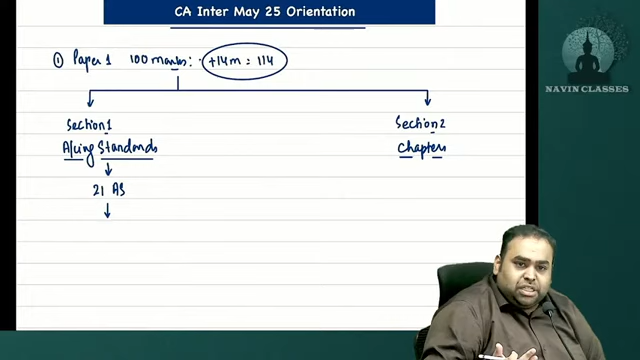 CA Inter May 25 Orientation
NAVIN CLASSES
① Paper 1 100 marks: +14m = 114
Section 1
Section 2
A/cing Standards
Chapters
21 AS